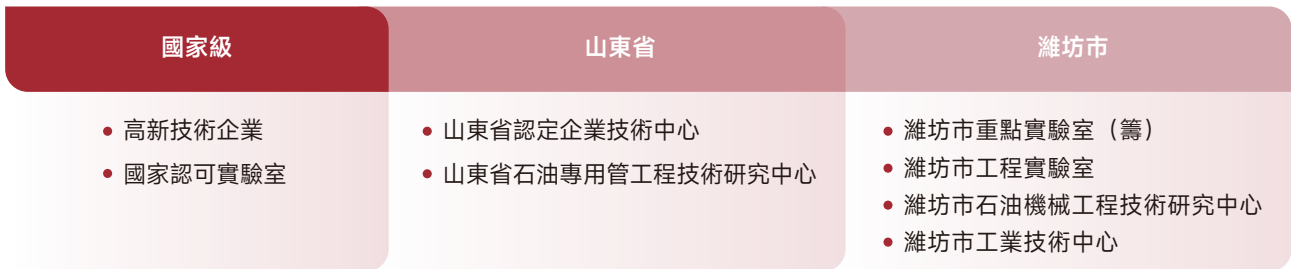 國家級
山東省
濰坊市
• 高新技術企業
• 國家認可實驗室
• 山東省認定企業技術中心
• 山東省石油專用管工程技術研究中心
• 濰坊市重點實驗室（籌）
• 濰坊市工程實驗室
• 濰坊市石油機械工程技術研究中心
• 濰坊市工業技術中心